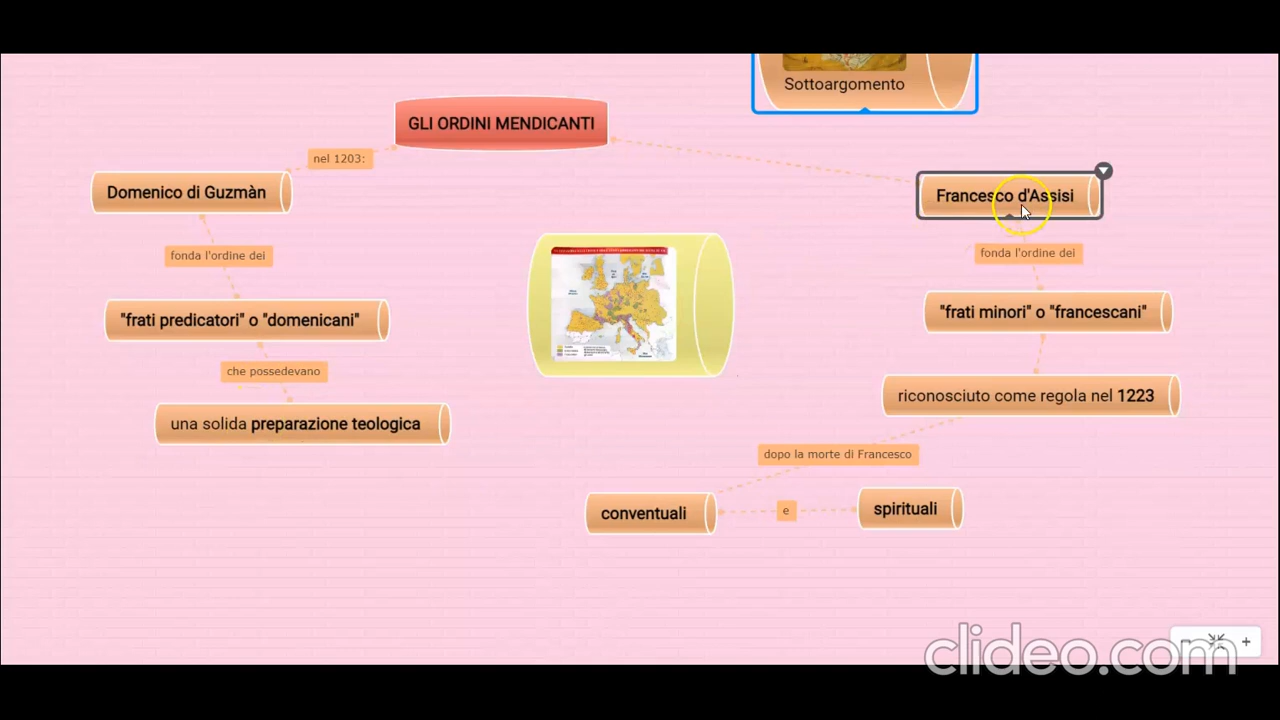 Sottoargomento
GLI ORDINI MENDICANTI
nel 1203:
Domenico di Guzmàn
Francesco d'Assisi
fonda l'ordine dei
fonda l'ordine dei
"frati predicatori" o "domenicani"
"frati minori" o "francescani"
che possedevano
riconosciuto come regola nel 1223
una solida preparazione teologica
dopo la morte di Francesco
conventuali
e
spirituali
clideo.com